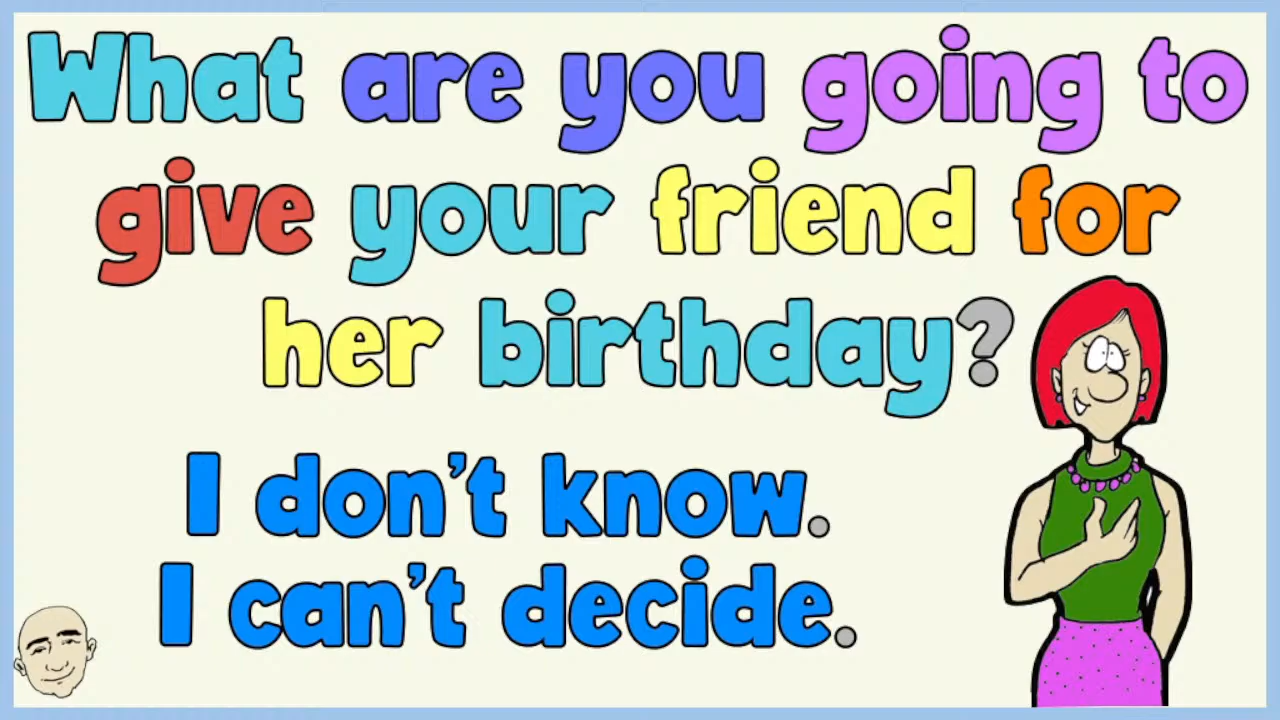 What are you going to
give your friend for
her birthday?
I don't know.
I can't decide.